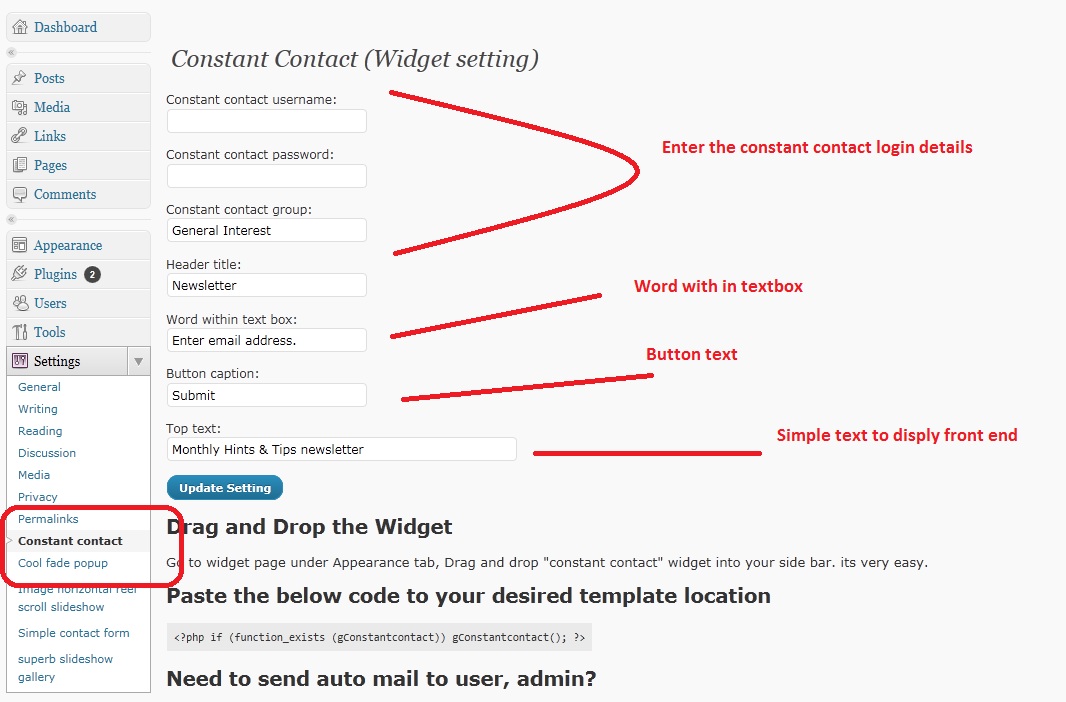 Dashboard
Posts
Media
Links
Pages
Comments
Appearance
Plugins 2
Users
Tools
Settings
General
Writing
Reading
Discussion
Media
Privacy
Permalinks
Constant contact
Cool fade popup
Image horizontal reel
scroll slideshow
Simple contact form
superb slideshow
gallery
Constant Contact (Widget setting)
Constant contact username:
Enter the constant contact login details
Constant contact password:
Constant contact group:
General Interest
Header title:
Newsletter
Word with in textbox
Word within text box:
Enter email address.
Button text
Button caption:
Submit
Top text:
Monthly Hints & Tips newsletter
Simple text to disply front end
Update Setting
Drag and Drop the Widget
Go to widget page under Appearance tab, Drag and drop "constant contact" widget into your side bar. its very easy.
Paste the below code to your desired template location
<?php if (function_exists (gConstantcontact)) gConstantcontact(); ?>
Need to send auto mail to user, admin?